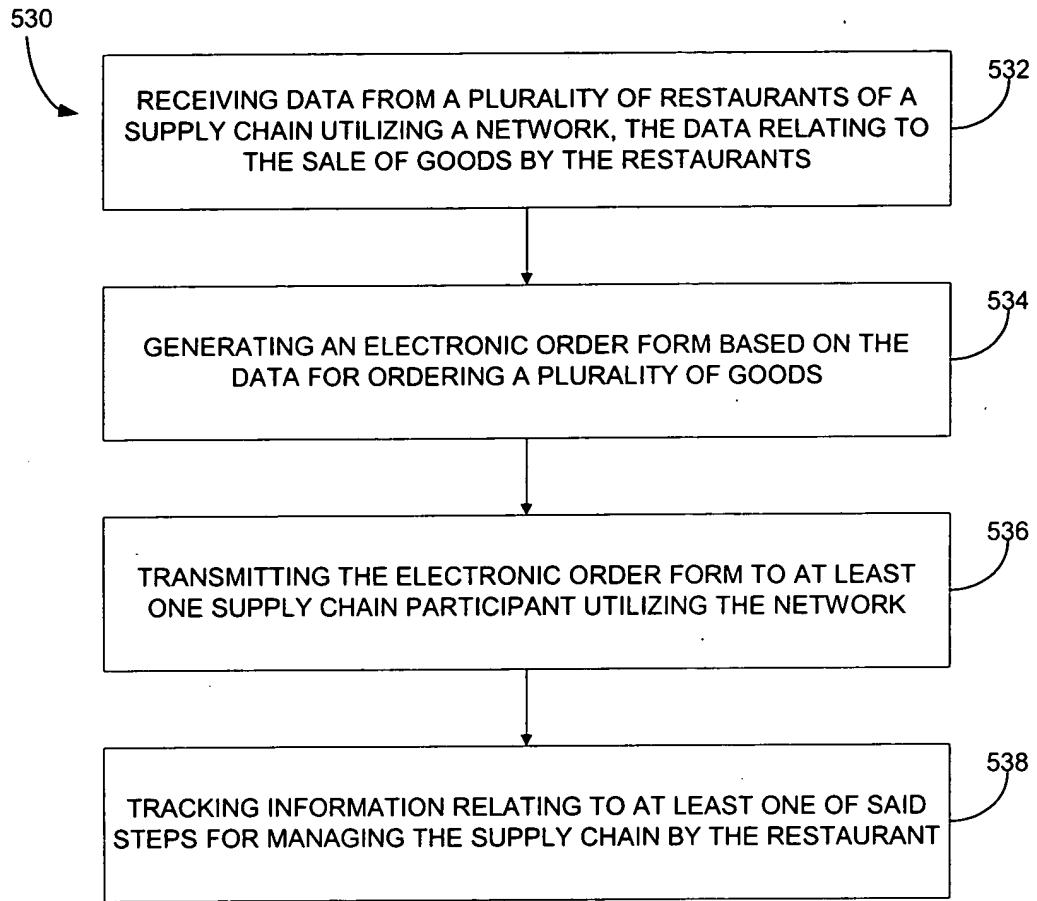 530
532
RECEIVING DATA FROM A PLURALITY OF RESTAURANTS OF A
SUPPLY CHAIN UTILIZING A NETWORK, THE DATA RELATING TO
THE SALE OF GOODS BY THE RESTAURANTS
534
GENERATING AN ELECTRONIC ORDER FORM BASED ON THE
DATA FOR ORDERING A PLURALITY OF GOODS
536
TRANSMITTING THE ELECTRONIC ORDER FORM TO AT LEAST
ONE SUPPLY CHAIN PARTICIPANT UTILIZING THE NETWORK
538
TRACKING INFORMATION RELATING TO AT LEAST ONE OF SAID
STEPS FOR MANAGING THE SUPPLY CHAIN BY THE RESTAURANT